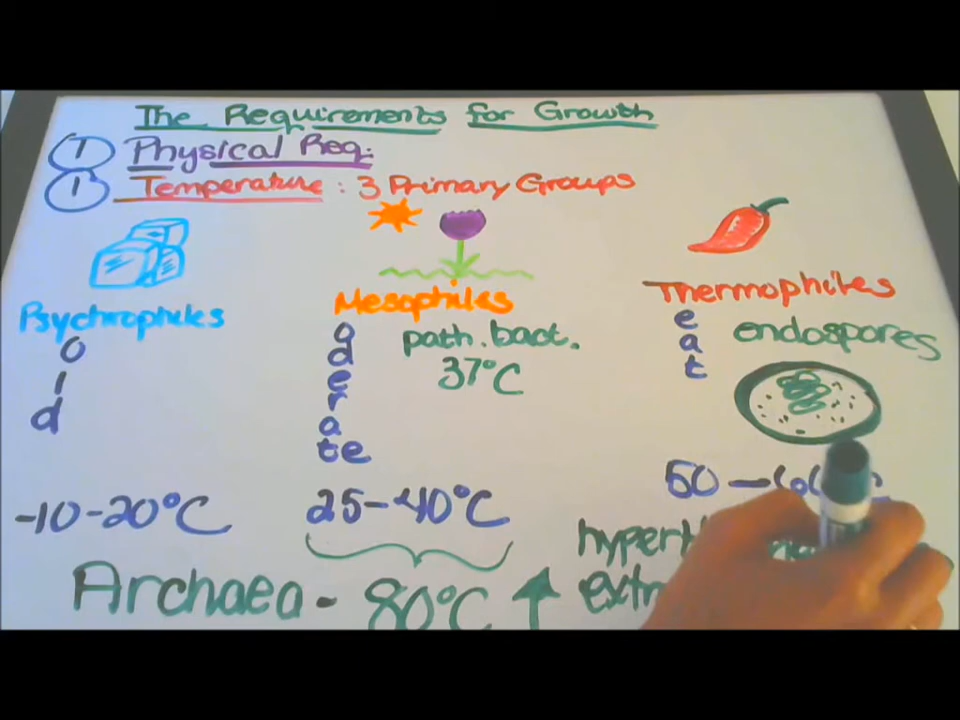 The Requirements for Growth
I Physical Req.
1 Temperature : 3 Primary Groups
Psychrophiles
o
l
d
-10-20°C
Mesophiles
o
d
e
r
a
te
path. bact.
37°C
25-40°C
Thermophiles
e
a
t
endospores
50 —
Archaea - 80°C ↑